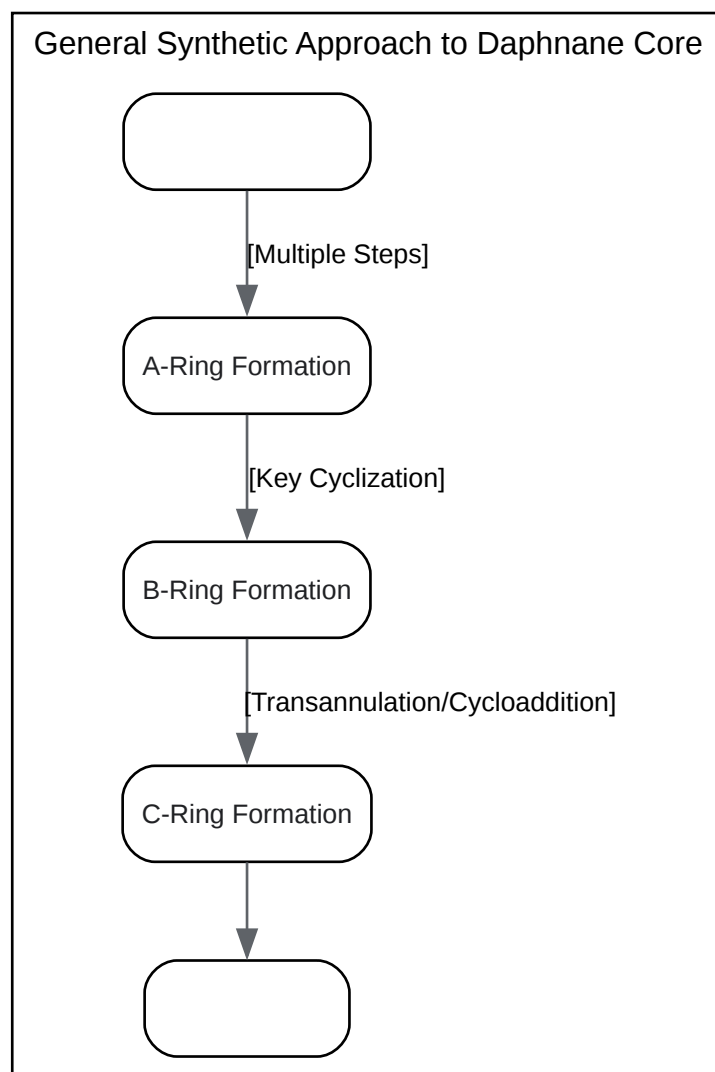 General Synthetic Approach to Daphnane Core
[Multiple Steps]
A-Ring Formation
[Key Cyclization]
B-Ring Formation
[Transannulation/Cycloaddition]
C-Ring Formation